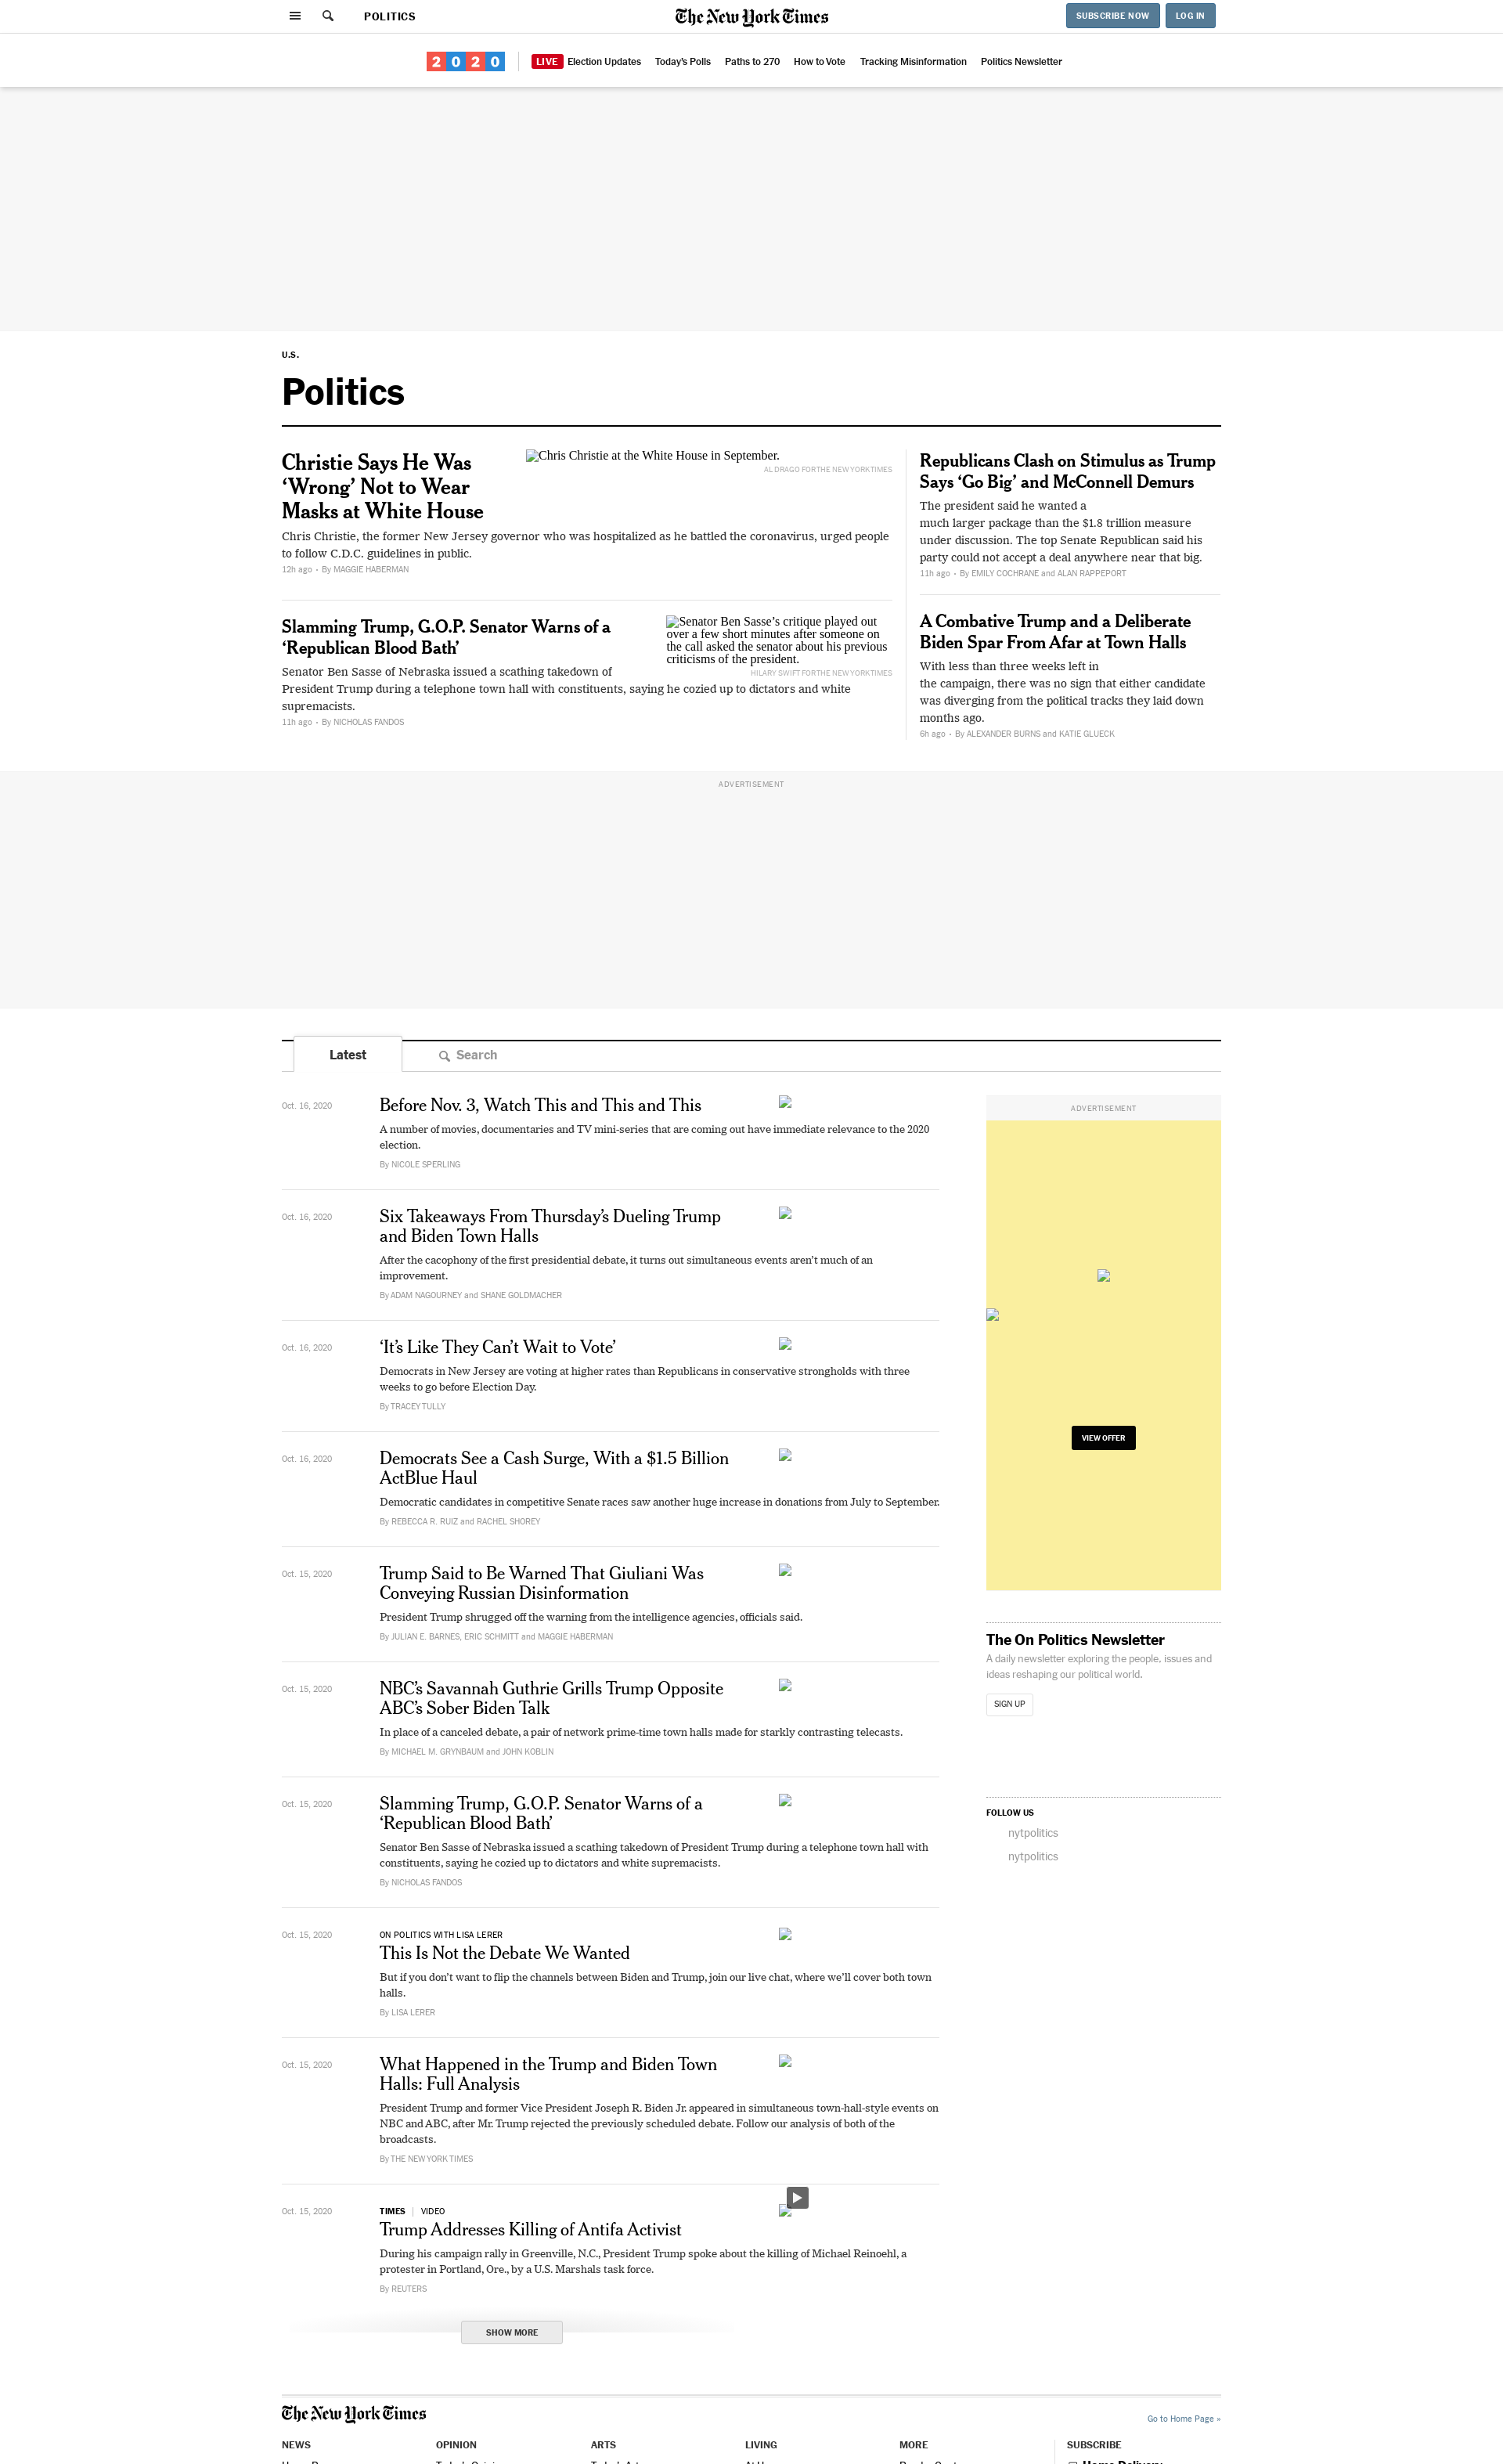 POLITICS
The New York Times
SUBSCRIBE NOW
LOG IN
2020
LIVE Election Updates
Today's Polls
Paths to 270
How to Vote
Tracking Misinformation
Politics Newsletter
U.S.
Politics
Christie Says He Was
‘Wrong’ Not to Wear
Masks at White House
Chris Christie at the White House in September.
AL DRAGO FOR THE NEW YORK TIMES
Chris Christie, the former New Jersey governor who was hospitalized as he battled the coronavirus, urged people
to follow C.D.C. guidelines in public.
12h ago • By MAGGIE HABERMAN
Slamming Trump, G.O.P. Senator Warns of a
‘Republican Blood Bath’
Senator Ben Sasse’s critique played out
over a few short minutes after someone on
the call asked the senator about his previous
criticisms of the president.
HILARY SWIFT FOR THE NEW YORK TIMES
Senator Ben Sasse of Nebraska issued a scathing takedown of
President Trump during a telephone town hall with constituents, saying he cozied up to dictators and white
supremacists.
11h ago • By NICHOLAS FANDOS
Republicans Clash on Stimulus as Trump
Says ‘Go Big’ and McConnell Demurs
The president said he wanted a
much larger package than the $1.8 trillion measure
under discussion. The top Senate Republican said his
party could not accept a deal anywhere near that big.
11h ago • By EMILY COCHRANE and ALAN RAPPEPORT
A Combative Trump and a Deliberate
Biden Spar From Afar at Town Halls
With less than three weeks left in
the campaign, there was no sign that either candidate
was diverging from the political tracks they laid down
months ago.
6h ago • By ALEXANDER BURNS and KATIE GLUECK
ADVERTISEMENT
Latest
Search
Oct. 16, 2020
Before Nov. 3, Watch This and This and This
A number of movies, documentaries and TV mini-series that are coming out have immediate relevance to the 2020
election.
By NICOLE SPERLING
Oct. 16, 2020
Six Takeaways From Thursday’s Dueling Trump
and Biden Town Halls
After the cacophony of the first presidential debate, it turns out simultaneous events aren’t much of an
improvement.
By ADAM NAGOURNEY and SHANE GOLDMACHER
Oct. 16, 2020
‘It’s Like They Can’t Wait to Vote’
Democrats in New Jersey are voting at higher rates than Republicans in conservative strongholds with three
weeks to go before Election Day.
By TRACEY TULLY
Oct. 16, 2020
Democrats See a Cash Surge, With a $1.5 Billion
ActBlue Haul
Democratic candidates in competitive Senate races saw another huge increase in donations from July to September.
By REBECCA R. RUIZ and RACHEL SHOREY
Oct. 15, 2020
Trump Said to Be Warned That Giuliani Was
Conveying Russian Disinformation
President Trump shrugged off the warning from the intelligence agencies, officials said.
By JULIAN E. BARNES, ERIC SCHMITT and MAGGIE HABERMAN
Oct. 15, 2020
NBC’s Savannah Guthrie Grills Trump Opposite
ABC’s Sober Biden Talk
In place of a canceled debate, a pair of network prime-time town halls made for starkly contrasting telecasts.
By MICHAEL M. GRYNBAUM and JOHN KOBLIN
Oct. 15, 2020
Slamming Trump, G.O.P. Senator Warns of a
‘Republican Blood Bath’
Senator Ben Sasse of Nebraska issued a scathing takedown of President Trump during a telephone town hall with
constituents, saying he cozied up to dictators and white supremacists.
By NICHOLAS FANDOS
Oct. 15, 2020
ON POLITICS WITH LISA LERER
This Is Not the Debate We Wanted
But if you don’t want to flip the channels between Biden and Trump, join our live chat, where we’ll cover both town
halls.
By LISA LERER
Oct. 15, 2020
What Happened in the Trump and Biden Town
Halls: Full Analysis
President Trump and former Vice President Joseph R. Biden Jr. appeared in simultaneous town-hall-style events on
NBC and ABC, after Mr. Trump rejected the previously scheduled debate. Follow our analysis of both of the
broadcasts.
By THE NEW YORK TIMES
Oct. 15, 2020
TIMES | VIDEO
Trump Addresses Killing of Antifa Activist
During his campaign rally in Greenville, N.C., President Trump spoke about the killing of Michael Reinoehl, a
protester in Portland, Ore., by a U.S. Marshals task force.
By REUTERS
SHOW MORE
ADVERTISEMENT
VIEW OFFER
The On Politics Newsletter
A daily newsletter exploring the people, issues and
ideas reshaping our political world.
SIGN UP
FOLLOW US
nytpolitics
nytpolitics
The New York Times
Go to Home Page »
NEWS
OPINION
ARTS
LIVING
MORE
SUBSCRIBE